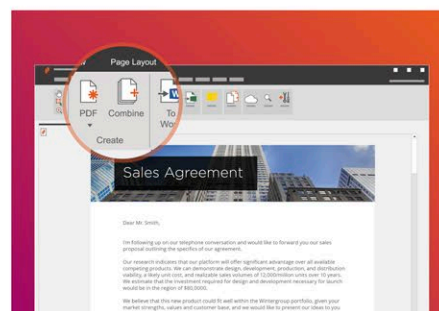 Page Layout
PDF
Combine
To
Create
Sales Agreement
Dear Mr. Smith,
I'm following up on our telephone conversation and would like to forward you our sales
proposal outlining the specifics of our agreement.
Our research indicates that our platform will offer significant advantage over all available
competing products. We can demonstrate design, development, production, and distribution
viability, a likely unit cost, and realizable sales volumes of 12,000/million units over 10 years.
We estimate that the investment required for design and development necessary for launch
would be in the region of
We believe that this new product could fit well within the Wintergroup portfolio, given your
market strengths, values and customer base, and we would like to present our ideas to you